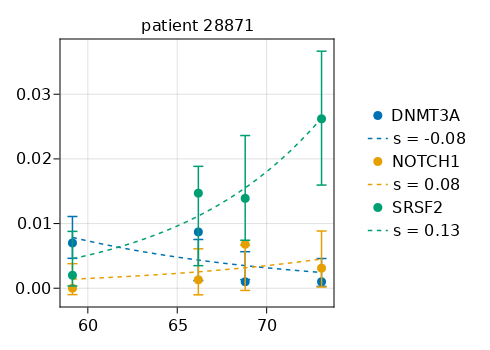 patient 28871
0.03
0.02
0.01
0.00
60
65
70
DNMT3A
s = -0.08
NOTCH1
s = 0.08
SRSF2
s = 0.13